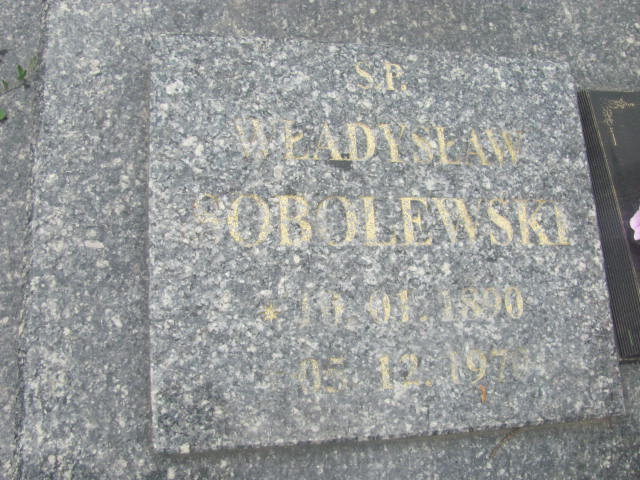 Ś.P.
WŁADYSŁAW
SOBOLEWSKI
* 10.01.1890
05.12.